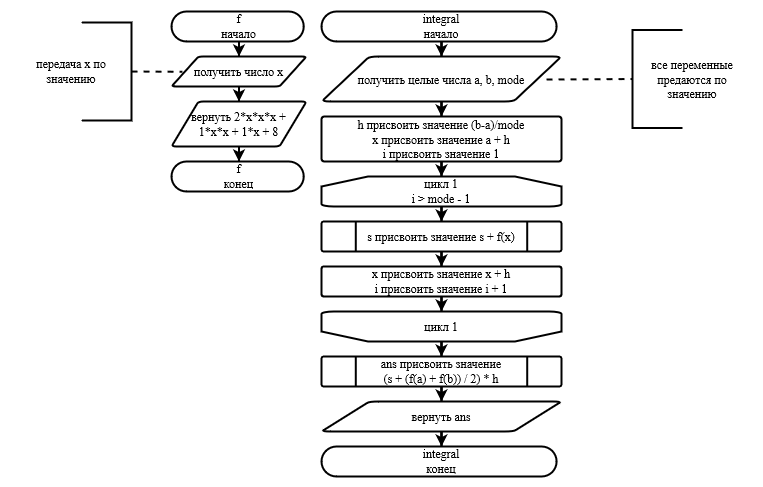 передача x по
значению
f
начало
получить число x
вернуть 2*x*x*x +
1*x*x + 1*x + 8
f
конец
integral
начало
получить целые числа a, b, mode
h присвоить значение (b-a)/mode
x присвоить значение a + h
i присвоить значение 1
цикл 1
i > mode - 1
s присвоить значение s + f(x)
x присвоить значение x + h
i присвоить значение i + 1
цикл 1
ans присвоить значение
(s + (f(a) + f(b)) / 2) * h
вернуть ans
integral
конец
все переменные
предаются по
значению